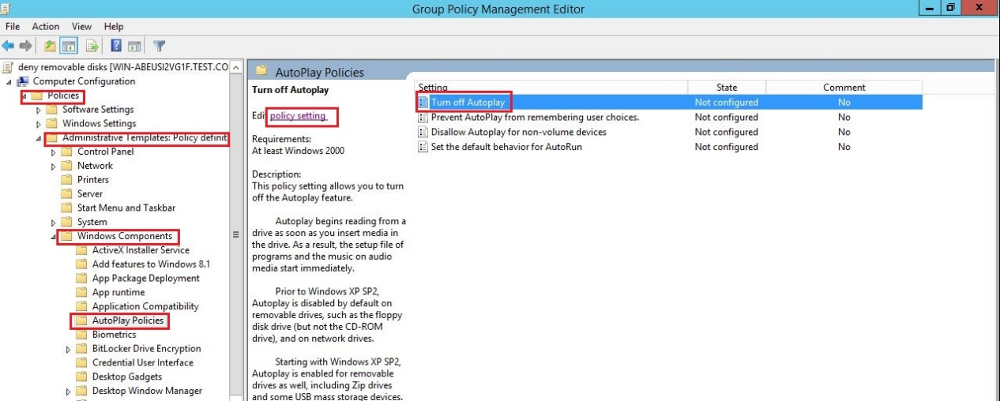 Group Policy Management Editor
File Action View Help
deny removable disks [WIN-ABEUSI2VG1F.TEST.CO
Computer Configuration
Policies
Software Settings
Windows Settings
Administrative Templates: Policy definit
Control Panel
Network
Printers
Server
Start Menu and Taskbar
System
Windows Components
ActiveX Installer Service
Add features to Windows 8.1
App Package Deployment
App runtime
Application Compatibility
AutoPlay Policies
Biometrics
BitLocker Drive Encryption
Credential User Interface
Desktop Gadgets
Desktop Window Manager
AutoPlay Policies
Turn off Autoplay
Edit policy setting
Requirements:
At least Windows 2000
Description:
This policy setting allows you to turn
off the Autoplay feature.
Autoplay begins reading from a
drive as soon as you insert media in
the drive. As a result, the setup file of
programs and the music on audio
media start immediately.
Prior to Windows XP SP2,
Autoplay is disabled by default on
removable drives, such as the floppy
disk drive (but not the CD-ROM
drive), and on network drives.
Starting with Windows XP SP2,
Autoplay is enabled for removable
drives as well, including Zip drives
and some USB mass storage devices.
Setting State Comment
Turn off Autoplay Not configured No
Prevent AutoPlay from remembering user choices. Not configured No
Disallow Autoplay for non-volume devices Not configured No
Set the default behavior for AutoRun Not configured No